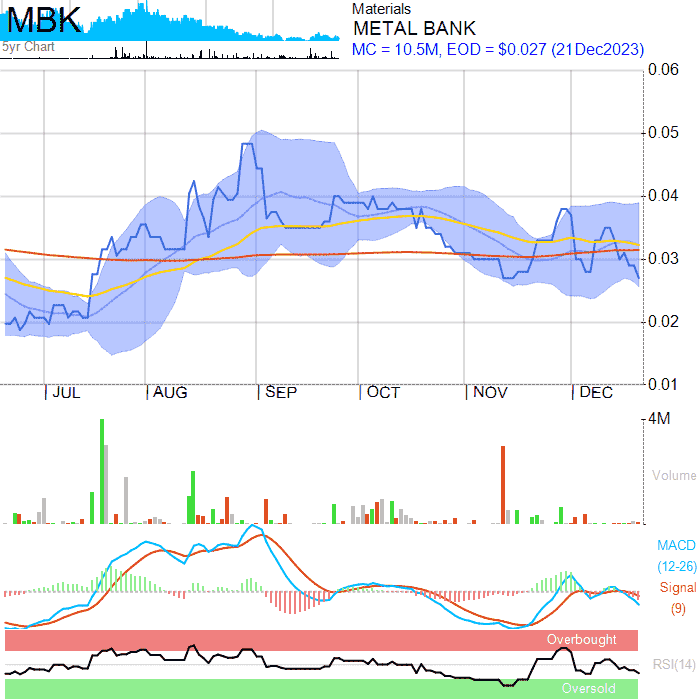 MBK
5yr Chart
Materials
METAL BANK
MC = 10.5M, EOD = $0.027 (21Dec2023)
0.06
0.05
0.04
0.03
0.02
0.01
JUL AUG SEP OCT NOV DEC
4M
Volume
MACD
(12-26)
Signal
(9)
Overbought
RSI(14)
Oversold